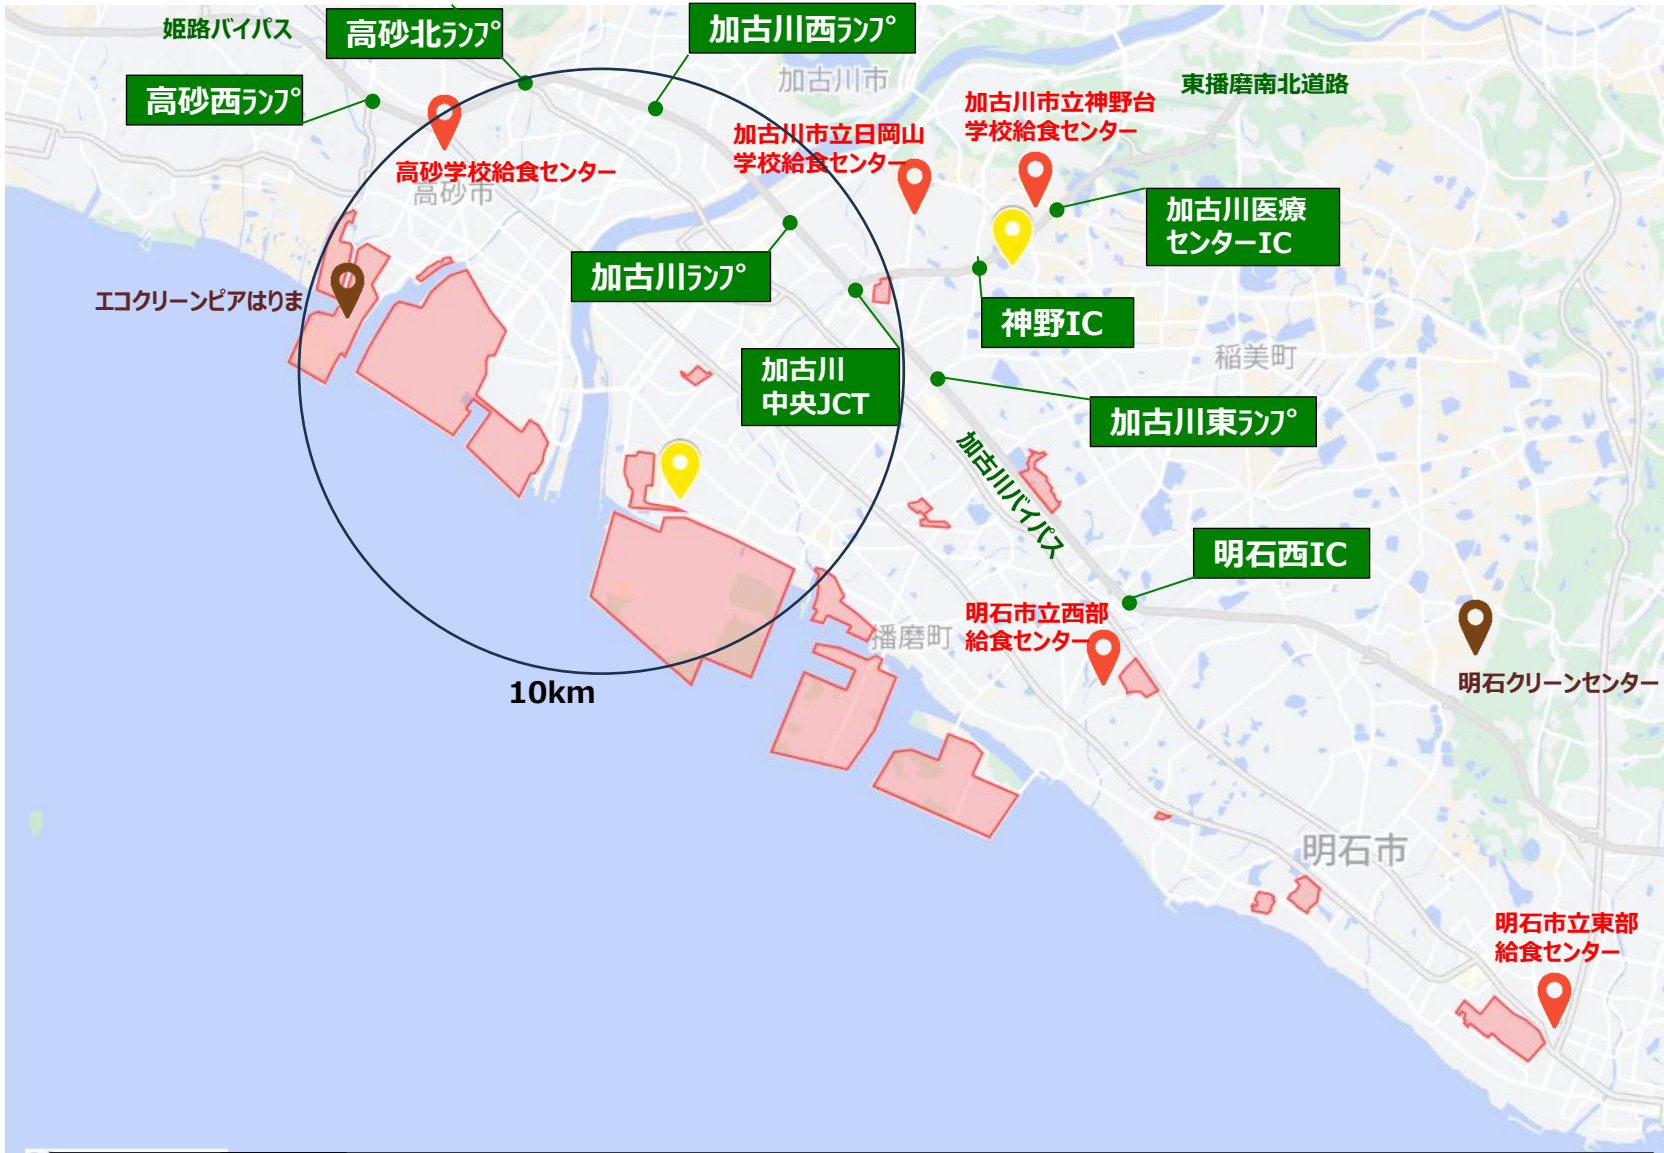 姫路バイパス
高砂北ﾗﾝﾌﾟ
加古川西ﾗﾝﾌﾟ
高砂西ﾗﾝﾌﾟ
加古川市
東播磨南北道路
加古川市立神野台
学校給食センター
加古川市立日岡山
学校給食センター
高砂学校給食センター
高砂市
加古川医療
センターIC
加古川ﾗﾝﾌﾟ
エコクリーンピアはりま
神野IC
稲美町
加古川
中央JCT
加古川東ﾗﾝﾌﾟ
加古川バイパス
明石西IC
明石市立西部
給食センター
播磨町
明石クリーンセンター
10km
明石市
明石市立東部
給食センター